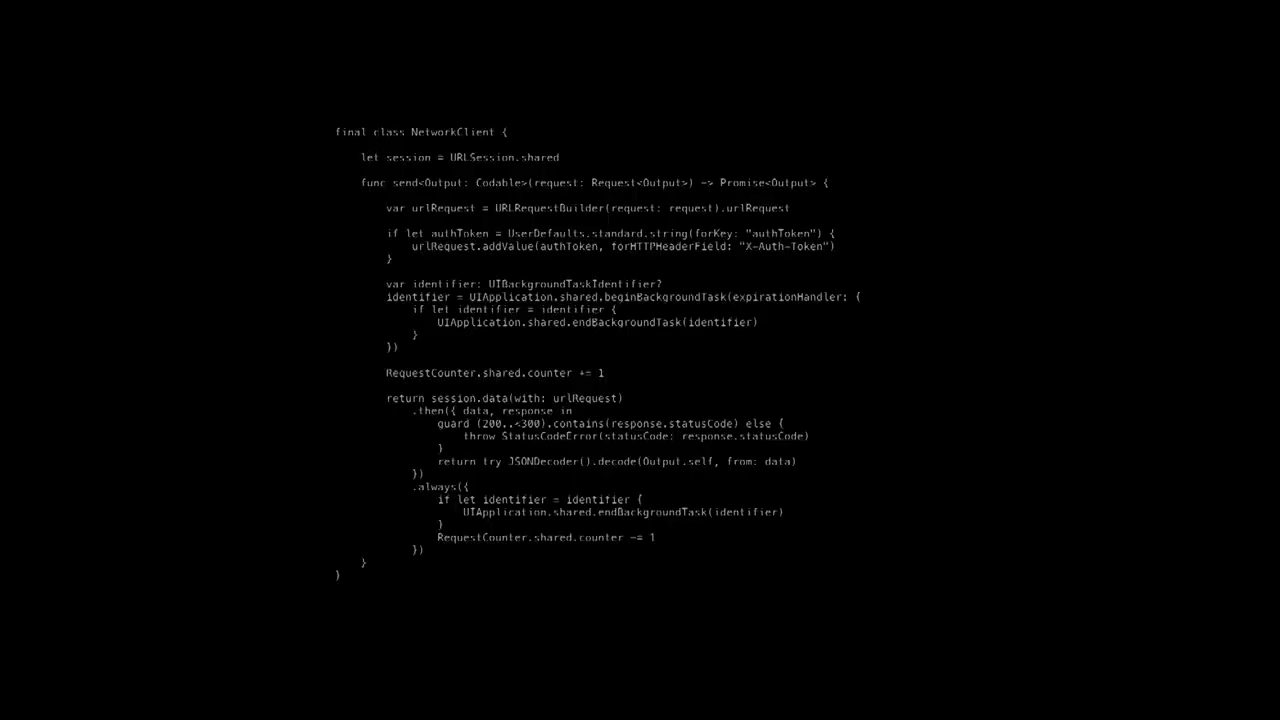 final class NetworkClient {
let session = URLSession.shared
func send<Output: Codable>(request: Request<Output>) -> Promise<Output> {
var urlRequest = URLRequestBuilder(request: request).urlRequest
if let authToken = UserDefaults.standard.string(forKey: "authToken") {
urlRequest.addValue(authToken, forHTTPHeaderField: "X-Auth-Token")
}
var identifier: UIBackgroundTaskIdentifier?
identifier = UIApplication.shared.beginBackgroundTask(expirationHandler: {
if let identifier = identifier {
UIApplication.shared.endBackgroundTask(identifier)
}
})
RequestCounter.shared.counter += 1
return session.data(with: urlRequest)
.then({ data, response in
guard (200..<300).contains(response.statusCode) else {
throw StatusCodeError(statusCode: response.statusCode)
}
return try JSONDecoder().decode(Output.self, from: data)
})
.always({
if let identifier = identifier {
UIApplication.shared.endBackgroundTask(identifier)
}
RequestCounter.shared.counter -= 1
})
}
}